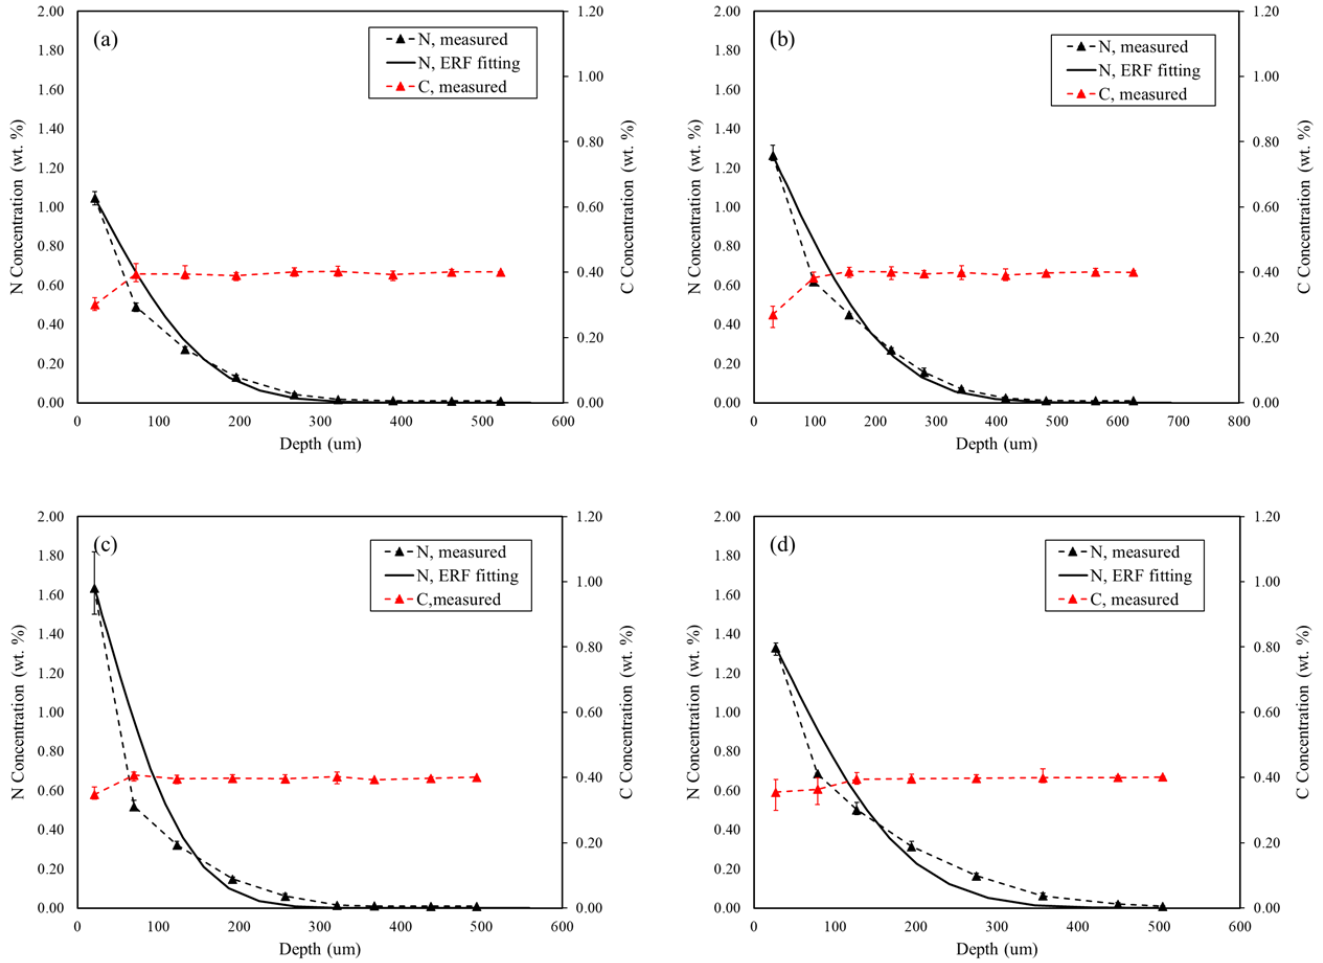 (a)
N Concentration (wt. %)
2.00
1.80
1.60
1.40
1.20
1.00
0.80
0.60
0.40
0.20
0.00
N, measured
N, ERF fitting
C, measured
1.20
1.00
0.80
0.60
0.40
0.20
0.00
C Concentration (wt. %)
0 100 200 300 400 500 600
Depth (um)
(b)
N Concentration (wt. %)
2.00
1.80
1.60
1.40
1.20
1.00
0.80
0.60
0.40
0.20
0.00
N, measured
N, ERF fitting
C, measured
1.20
1.00
0.80
0.60
0.40
0.20
0.00
C Concentration (wt. %)
0 100 200 300 400 500 600 700 800
Depth (um)
(c)
N Concentration (wt. %)
2.00
1.80
1.60
1.40
1.20
1.00
0.80
0.60
0.40
0.20
0.00
N, measured
N, ERF fitting
C,measured
1.20
1.00
0.80
0.60
0.40
0.20
0.00
C Concentration (wt. %)
0 100 200 300 400 500 600
Depth (um)
(d)
N Concentration (wt. %)
2.00
1.80
1.60
1.40
1.20
1.00
0.80
0.60
0.40
0.20
0.00
N, measured
N, ERF fitting
C, measured
1.20
1.00
0.80
0.60
0.40
0.20
0.00
C Concentration (wt. %)
0 100 200 300 400 500 600
Depth (um)